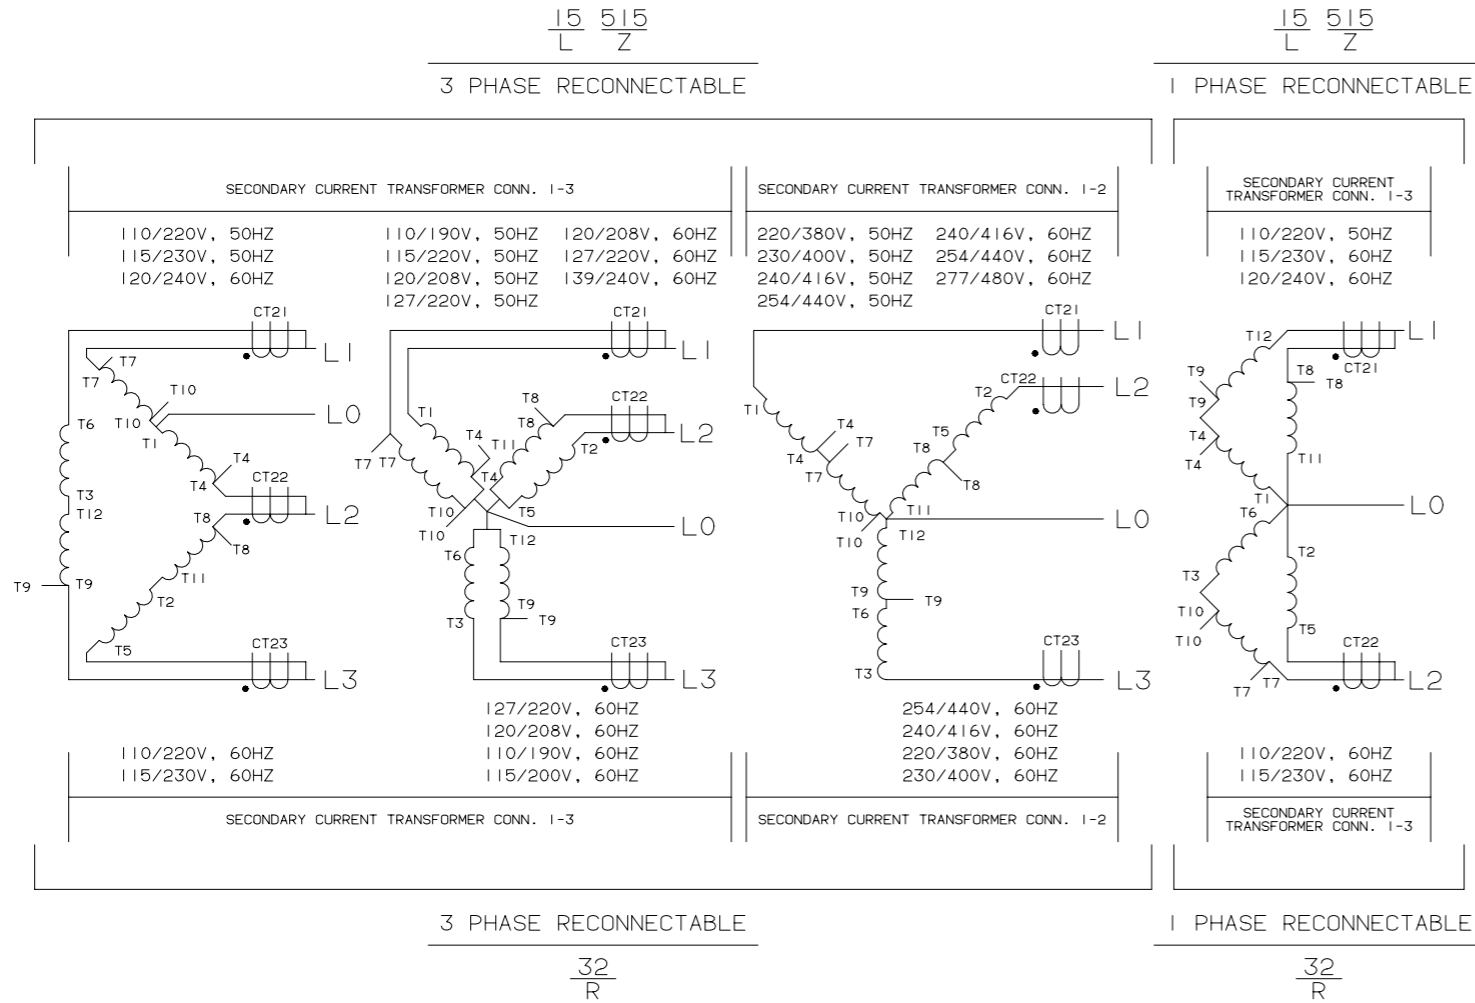 15 515
L Z
3 PHASE RECONNECTABLE
15 515
L Z
1 PHASE RECONNECTABLE
SECONDARY CURRENT TRANSFORMER CONN. 1-3
SECONDARY CURRENT TRANSFORMER CONN. 1-2
SECONDARY CURRENT
TRANSFORMER CONN. 1-3
110/220V, 50HZ
115/230V, 50HZ
120/240V, 60HZ
110/190V, 50HZ 120/208V, 60HZ
115/220V, 50HZ 127/220V, 60HZ
120/208V, 50HZ 139/240V, 60HZ
127/220V, 50HZ
220/380V, 50HZ 240/416V, 60HZ
230/400V, 50HZ 254/440V, 60HZ
240/416V, 50HZ 277/480V, 60HZ
254/440V, 50HZ
110/220V, 50HZ
115/230V, 60HZ
120/240V, 60HZ
CT21
L1
T7
T7
T10
T10
L0
T6
T1
T4
T4
CT22
T3
T12
T8
L2
T8
T9
T9
T11
T2
T5
CT23
L3
CT21
L1
CT22
T1
T8
T8
L2
T4
T11
T2
T7
T7
T4
T10
T5
T10
L0
T12
T6
T9
T3
T9
CT23
L3
CT21
L1
T2
CT22
L2
T1
T4
T5
T7
T8
T4
T7
T8
T10
T11
L0
T10
T12
T9
T9
T6
CT23
T3
L3
T12
L1
CT21
T9
T8
T8
T9
T4
T4
T11
T1
T6
L0
T2
T3
T10
T5
T10
CT22
T7
T7
L2
110/220V, 60HZ
115/230V, 60HZ
127/220V, 60HZ
120/208V, 60HZ
110/190V, 60HZ
115/200V, 60HZ
254/440V, 60HZ
240/416V, 60HZ
220/380V, 60HZ
230/400V, 60HZ
110/220V, 60HZ
115/230V, 60HZ
SECONDARY CURRENT TRANSFORMER CONN. 1-3
SECONDARY CURRENT TRANSFORMER CONN. 1-2
SECONDARY CURRENT
TRANSFORMER CONN. 1-3
3 PHASE RECONNECTABLE
32
R
1 PHASE RECONNECTABLE
32
R